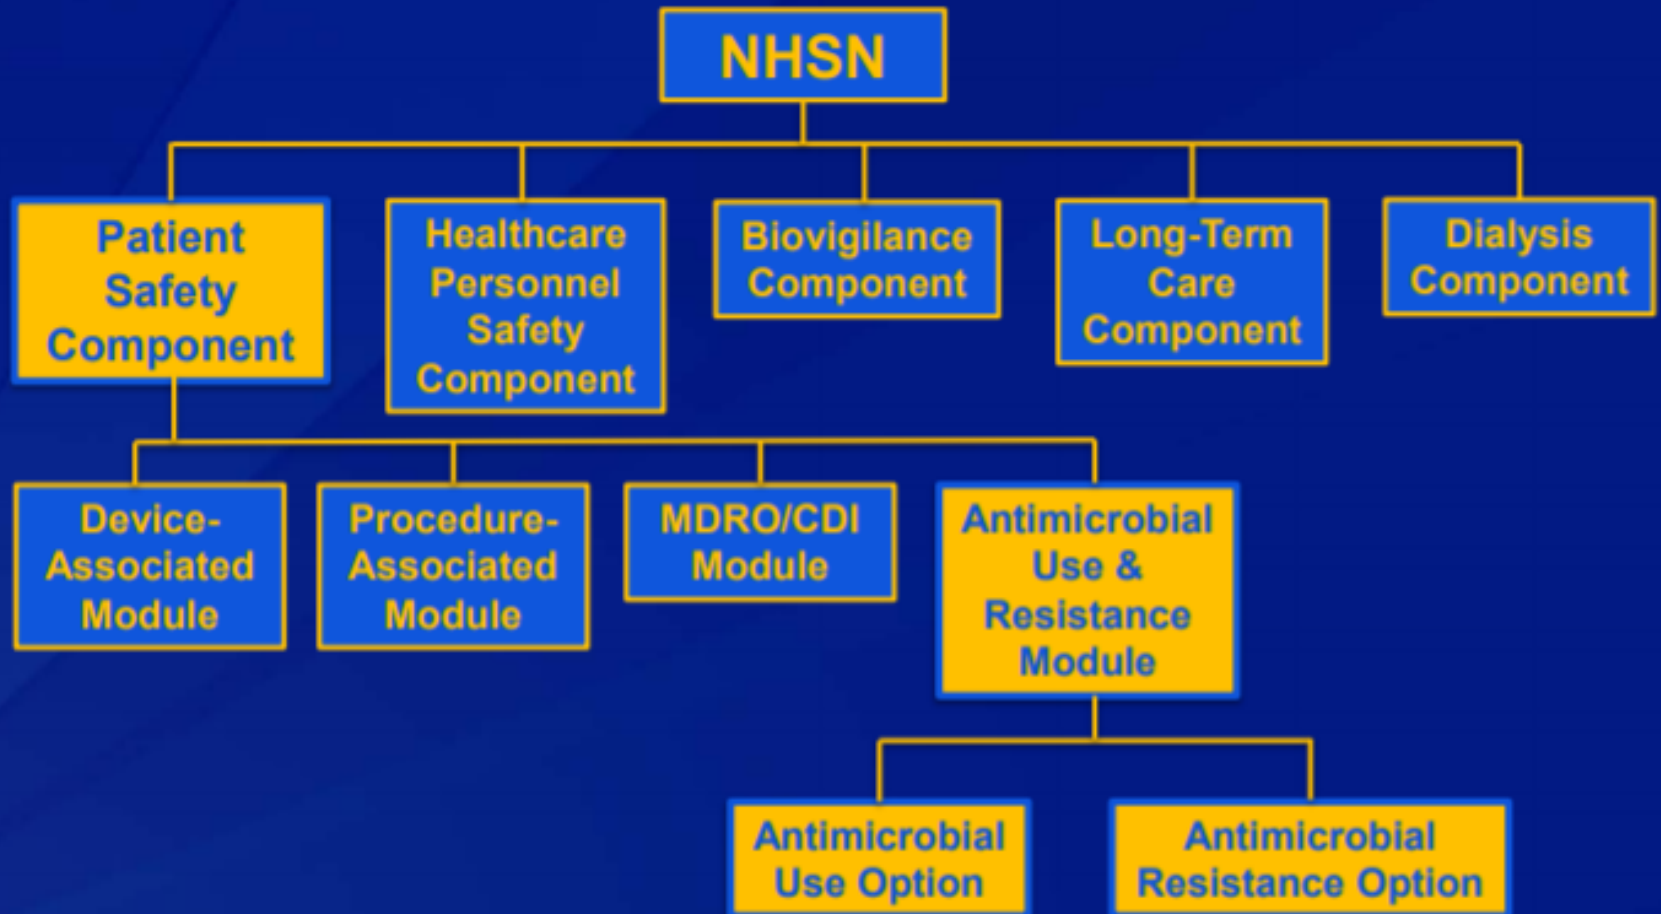 NHSN
Patient
Safety
Component
Healthcare
Personnel
Safety
Component
Biovigilance
Component
Long-Term
Care
Component
Dialysis
Component
Device-
Associated
Module
Procedure-
Associated
Module
MDRO/CDI
Module
Antimicrobial
Use &
Resistance
Module
Antimicrobial
Use Option
Antimicrobial
Resistance Option